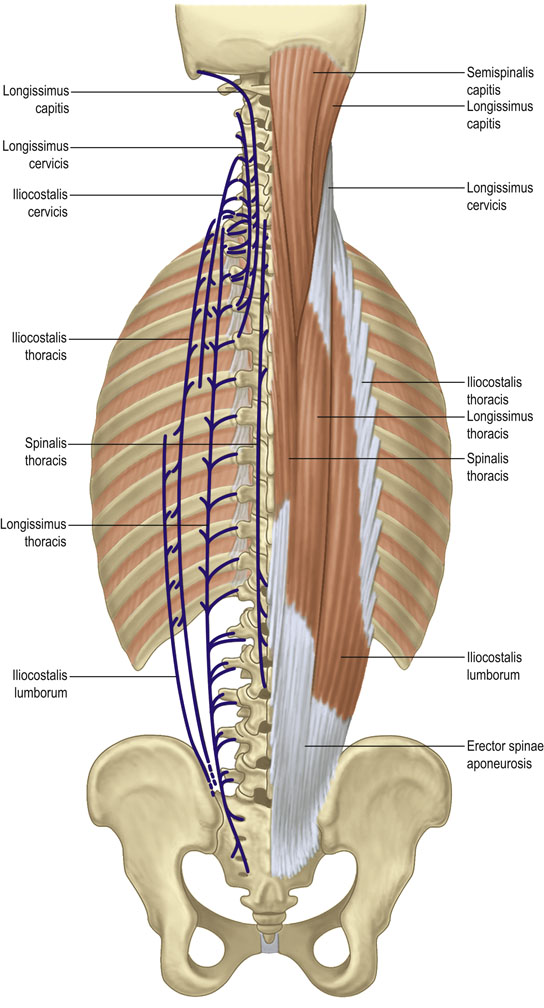 Longissimus
capitis
Longissimus
cervicis
Iliocostalis
cervicis
Iliocostalis
thoracis
Spinalis
thoracis
Longissimus
thoracis
Iliocostalis
lumborum
Semispinalis
capitis
Longissimus
capitis
Longissimus
cervicis
Iliocostalis
thoracis
Longissimus
thoracis
Spinalis
thoracis
Iliocostalis
lumborum
Erector spinae
aponeurosis